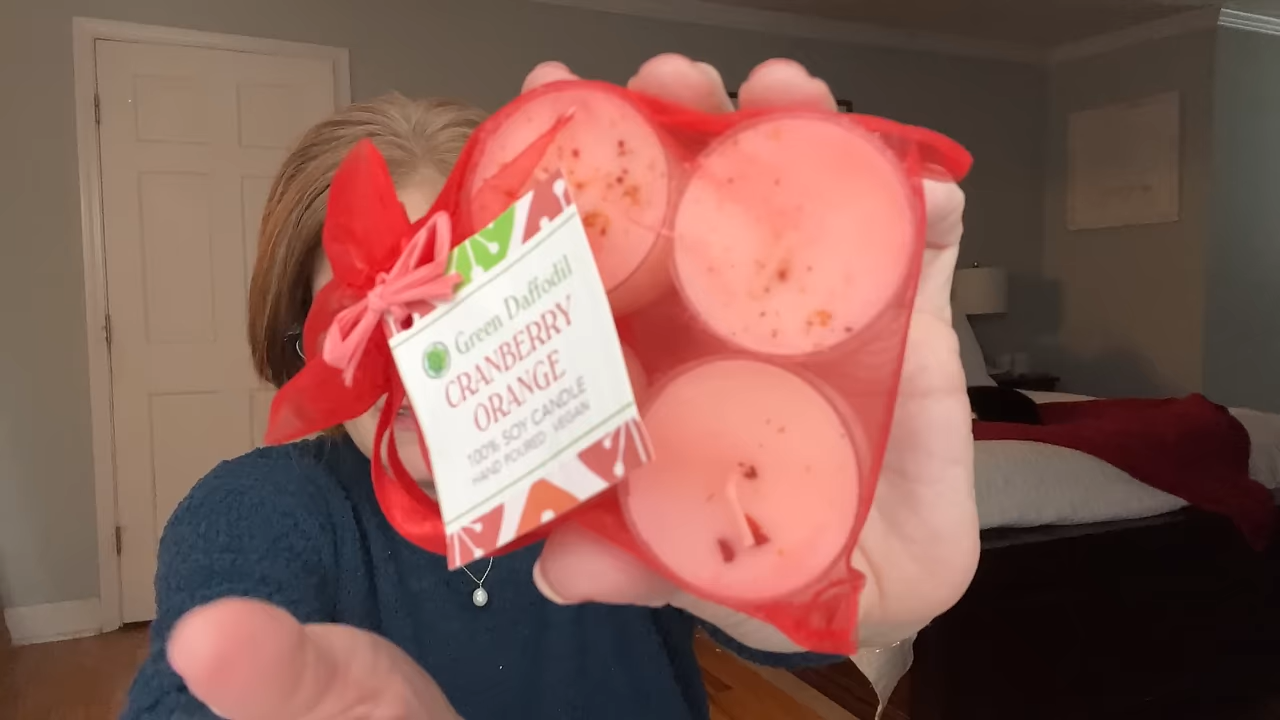 Green Daffodil
CRANBERRY
ORANGE
100% SOY CANDLE
HAND POURED VEGAN